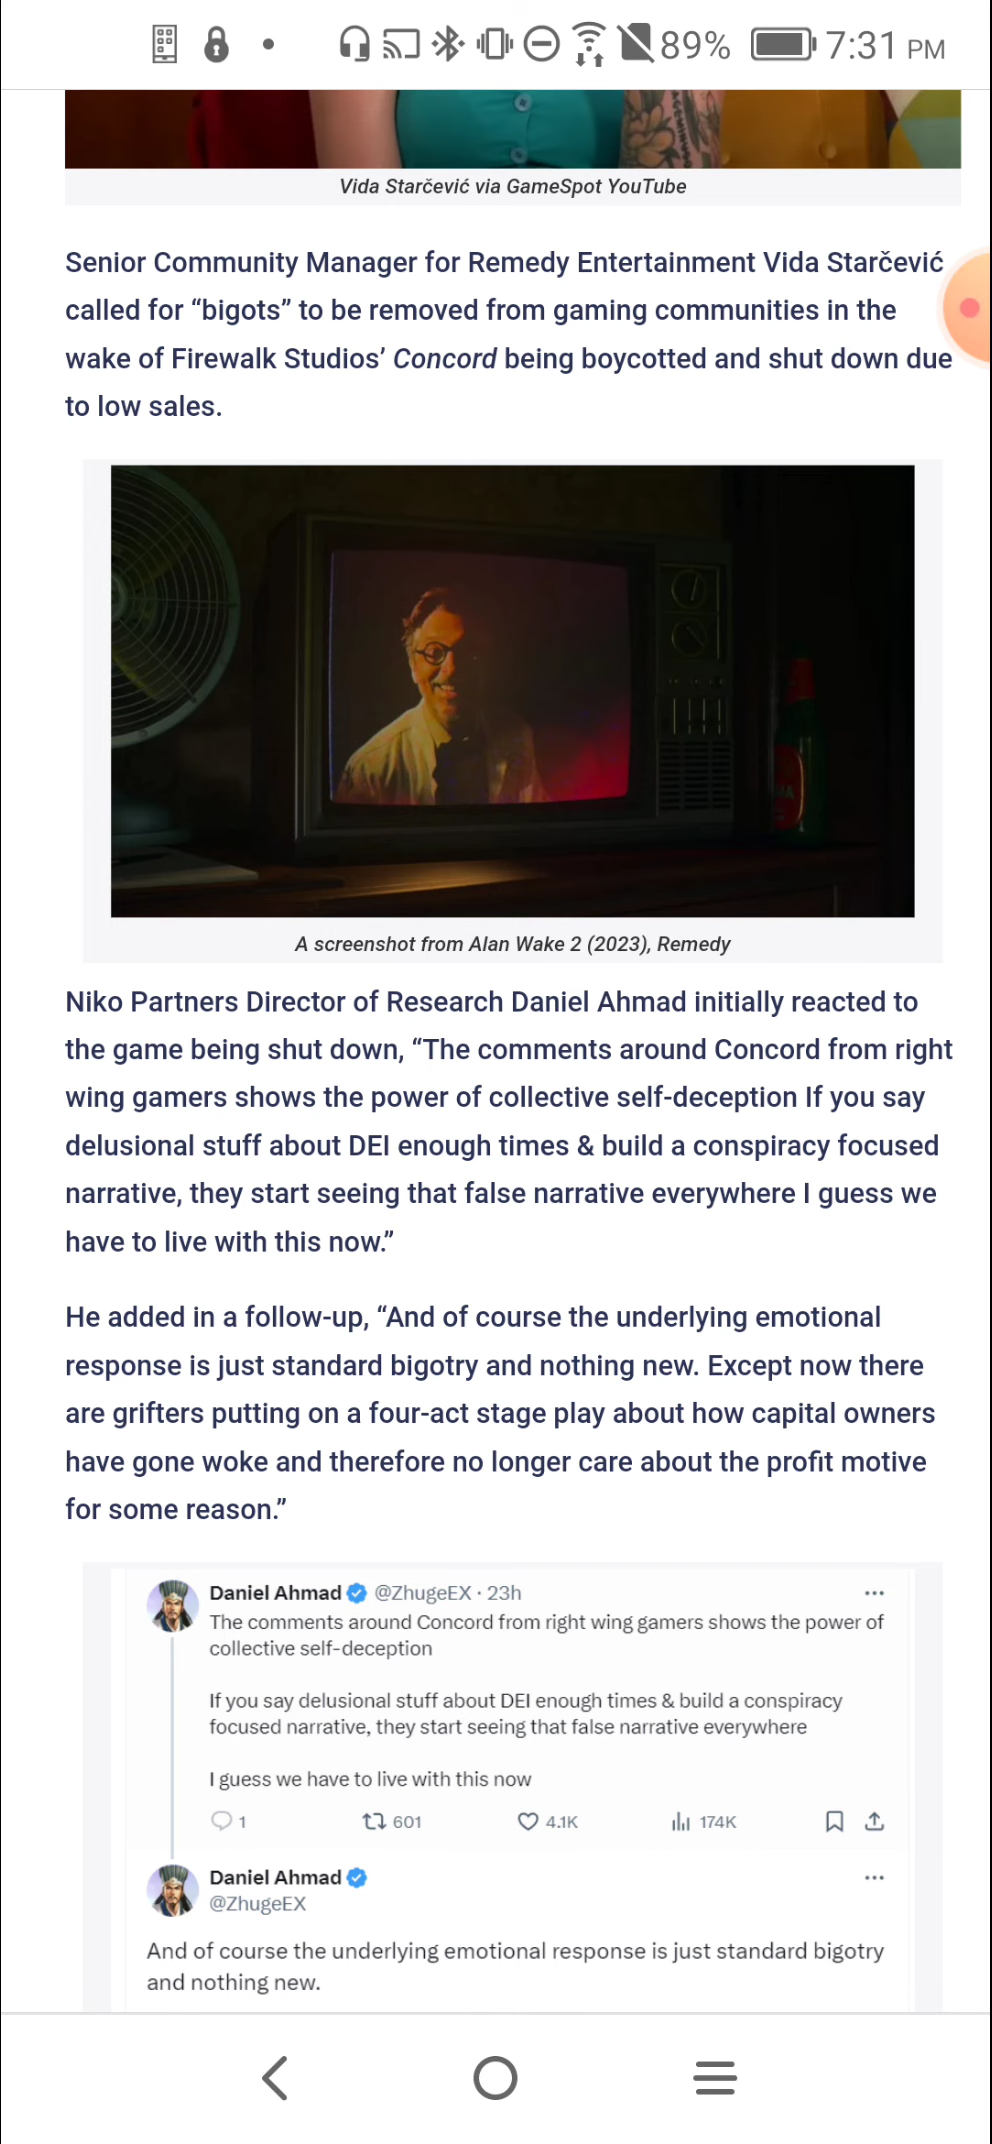 89% 7:31 PM
Vida Starčević via GameSpot YouTube
Senior Community Manager for Remedy Entertainment Vida Starčević
called for “bigots” to be removed from gaming communities in the
wake of Firewalk Studios’ Concord being boycotted and shut down due
to low sales.
A screenshot from Alan Wake 2 (2023), Remedy
Niko Partners Director of Research Daniel Ahmad initially reacted to
the game being shut down, “The comments around Concord from right
wing gamers shows the power of collective self-deception If you say
delusional stuff about DEI enough times & build a conspiracy focused
narrative, they start seeing that false narrative everywhere I guess we
have to live with this now.”
He added in a follow-up, “And of course the underlying emotional
response is just standard bigotry and nothing new. Except now there
are grifters putting on a four-act stage play about how capital owners
have gone woke and therefore no longer care about the profit motive
for some reason.”
Daniel Ahmad @ZhugeEX · 23h
The comments around Concord from right wing gamers shows the power of
collective self-deception
If you say delusional stuff about DEI enough times & build a conspiracy
focused narrative, they start seeing that false narrative everywhere
I guess we have to live with this now
1 601 4.1K 174K
Daniel Ahmad
@ZhugeEX
And of course the underlying emotional response is just standard bigotry
and nothing new.